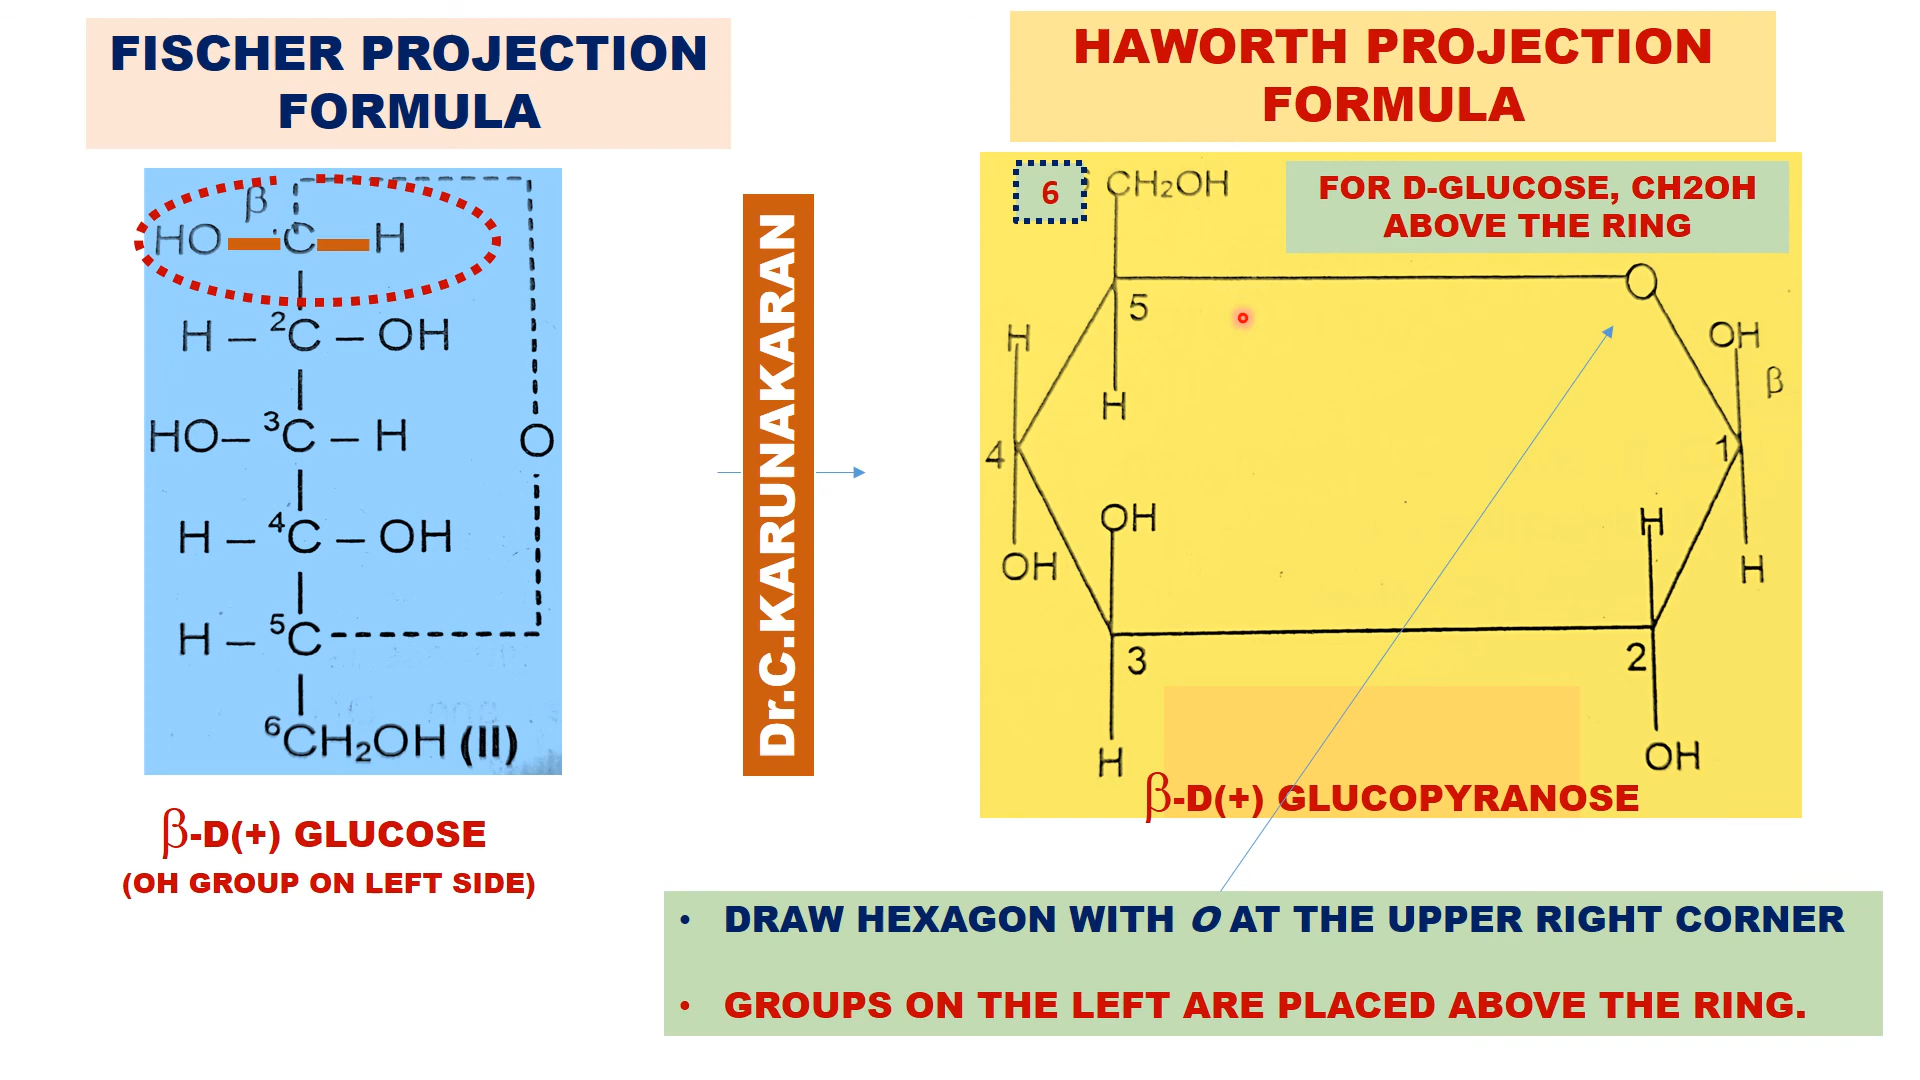 FISCHER PROJECTION
FORMULA
β
HO C H
H – ²C – OH
HO – ³C – H
O
H – ⁴C – OH
H – ⁵C
⁶CH₂OH (II)
β-D(+) GLUCOSE
(OH GROUP ON LEFT SIDE)
Dr.C.KARUNAKARAN
HAWORTH PROJECTION
FORMULA
6 CH₂OH
FOR D-GLUCOSE, CH2OH
ABOVE THE RING
O
5
H
OH
β
H
4
1
OH
H
OH
H
3
2
H
OH
β-D(+) GLUCOPYRANOSE
• DRAW HEXAGON WITH O AT THE UPPER RIGHT CORNER
• GROUPS ON THE LEFT ARE PLACED ABOVE THE RING.